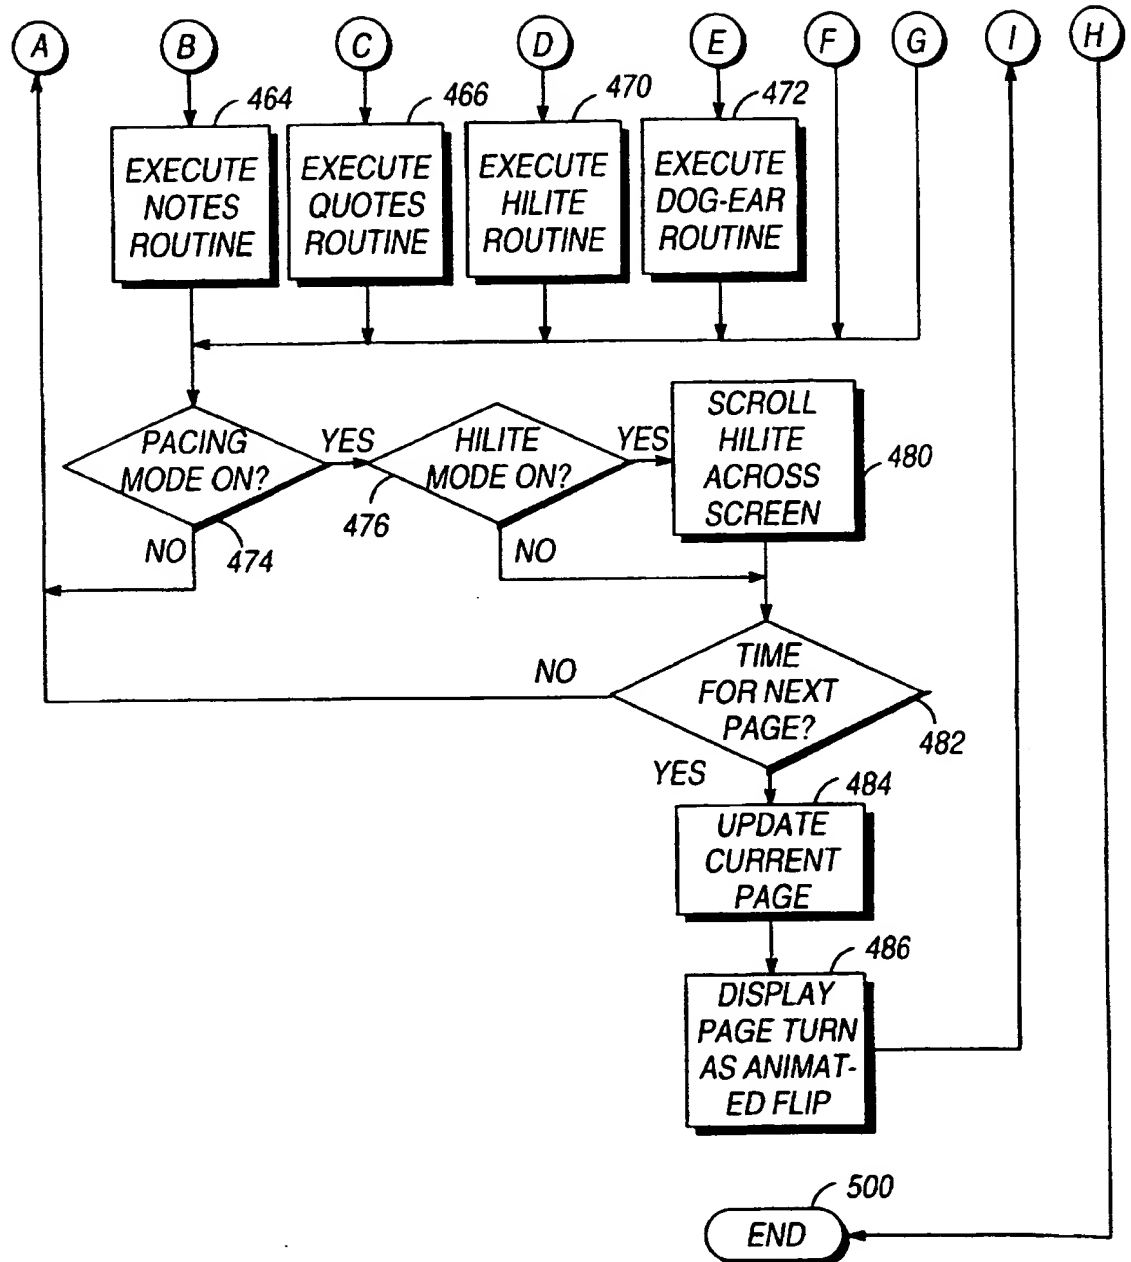 A B C D E F G I H
464 466 470 472
EXECUTE
NOTES
ROUTINE
EXECUTE
QUOTES
ROUTINE
EXECUTE
HILITE
ROUTINE
EXECUTE
DOG-EAR
ROUTINE
PACING
MODE ON?
YES
HILITE
MODE ON?
YES
SCROLL
HILITE
ACROSS
SCREEN
480
476
474
NO
NO
TIME
FOR NEXT
PAGE?
NO
482
YES
484
UPDATE
CURRENT
PAGE
486
DISPLAY
PAGE TURN
AS ANIMAT-
ED FLIP
500
END